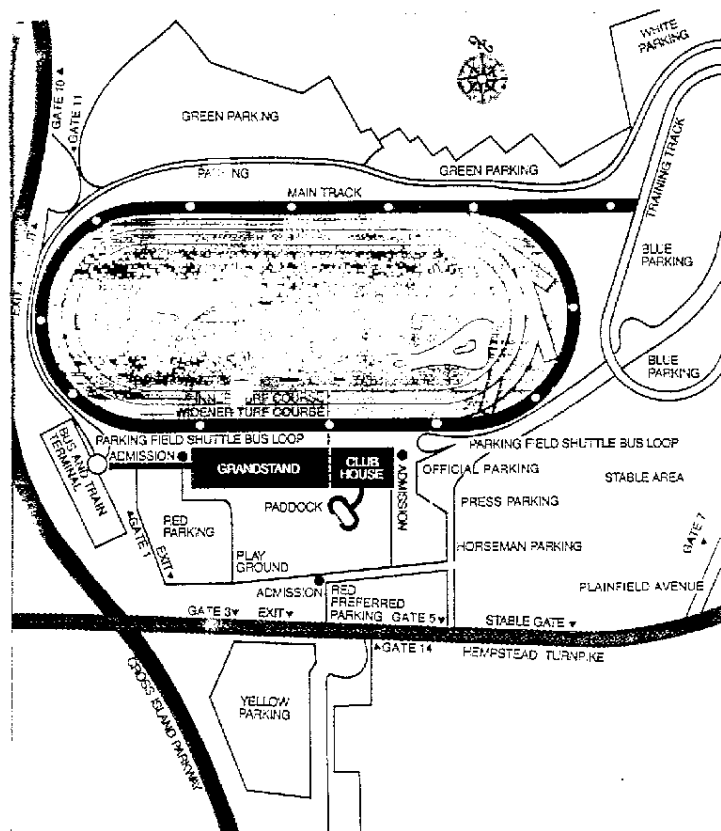 N
WHITE
PARKING
GATE 10
GATE 11
GREEN PARKING
GREEN PARKING
MAIN TRACK
TRAINING TRACK
BLUE
PARKING
EXIT
BLUE
PARKING
TURF COURSE
WIDENER TURF COURSE
PARKING FIELD SHUTTLE BUS LOOP
PARKING FIELD SHUTTLE BUS LOOP
BUS AND TRAIN
TERMINAL
ADMISSION
GRANDSTAND
CLUB
HOUSE
ADMISSION
OFFICIAL PARKING
STABLE AREA
PRESS PARKING
PADDOCK
RED
PARKING
GATE 1
EXIT
HORSEMAN PARKING
GATE 7
PLAY
GROUND
ADMISSION
RED
PREFERRED
PARKING
PLAINFIELD AVENUE
GATE 3
EXIT
GATE 5
STABLE GATE
GATE 14
HEMPSTEAD TURNPIKE
CROSS ISLAND PARKWAY
YELLOW
PARKING